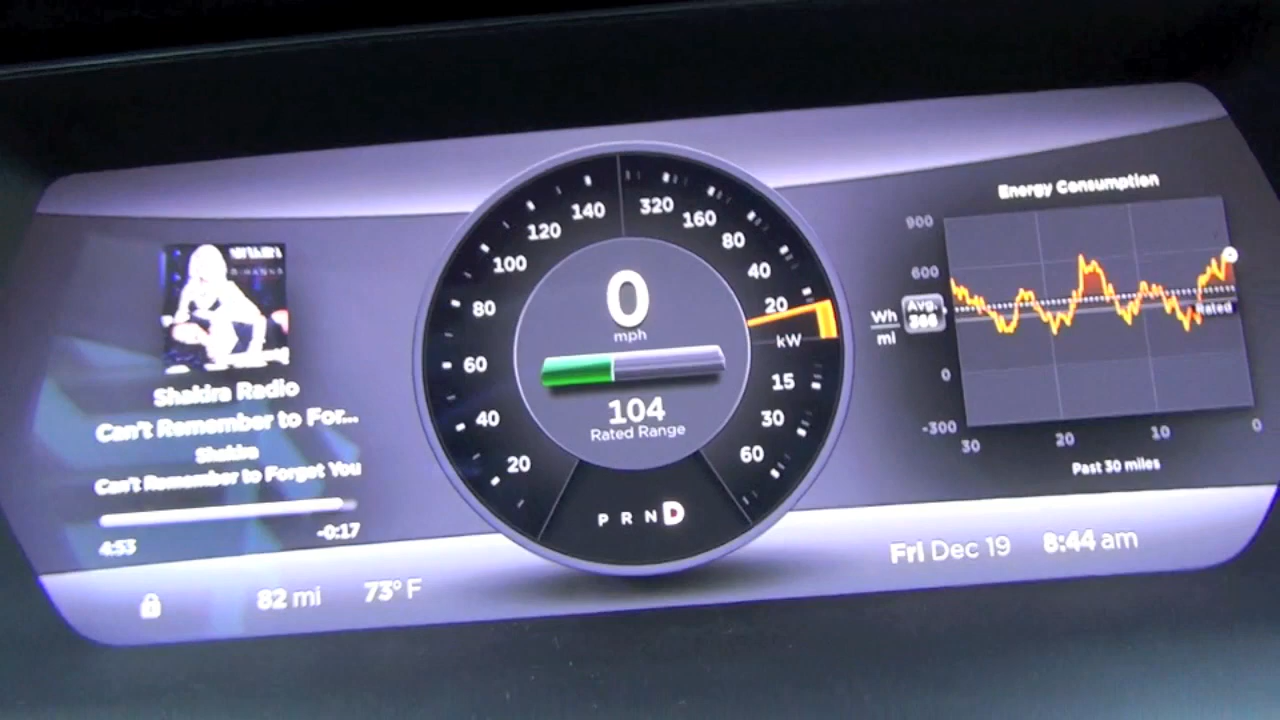 Shakira Radio
Can't Remember to For...
Shakira
Can't Remember to Forget You
4:53
-0:17
82 mi
73° F
140
120
100
80
60
40
20
320
160
80
40
20
kW
15
30
60
0
mph
104
Rated Range
P R N D
Energy Consumption
900
600
Wh
mi
Avg.
366
Rated
0
-300
30
20
10
0
Past 30 miles
Fri Dec 19
8:44 am